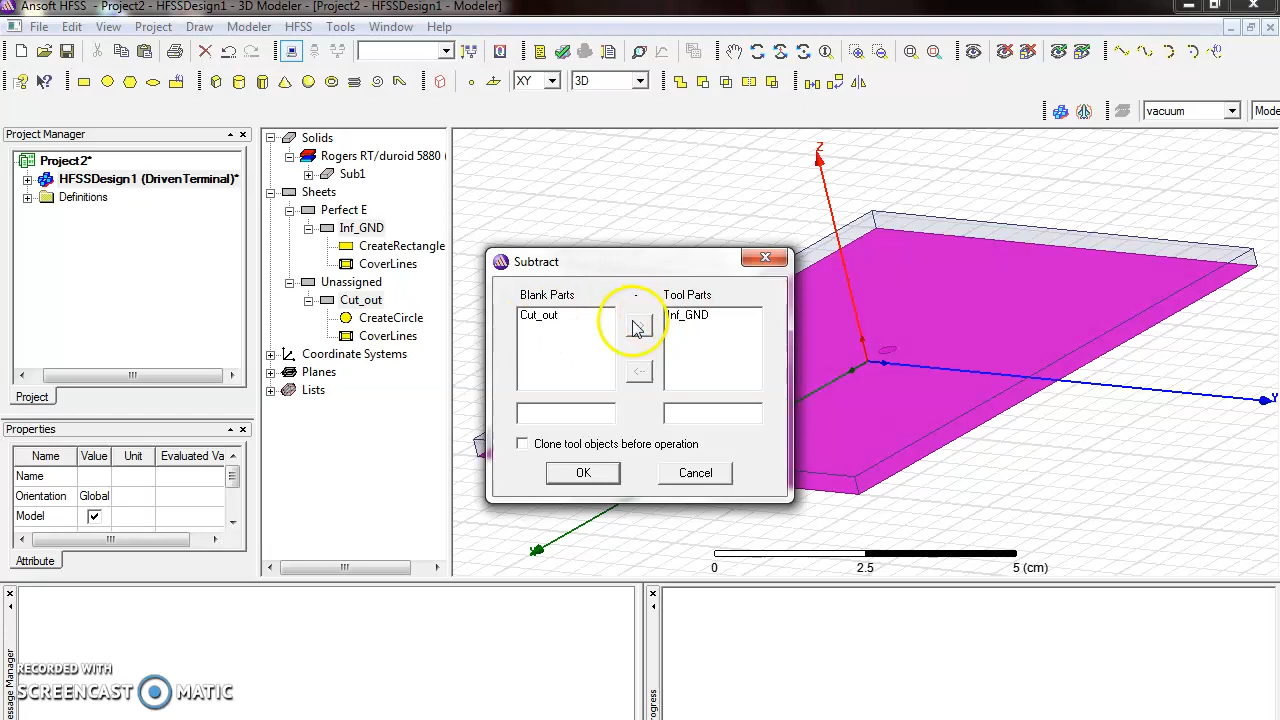 Ansoft HFSS - Project2 - HFSSDesign1 - 3D Modeler - [Project2 - HFSSDesign1 - Modeler]
File Edit View Project Draw Modeler HFSS Tools Window Help
XY 3D
vacuum Mode
Project Manager
Project2*
HFSSDesign1 (DrivenTerminal)*
Definitions
Project
Properties
Name Value Unit Evaluated Va
Name
Orientation Global
Model
Attribute
Solids
Rogers RT/duroid 5880 (
Sub1
Sheets
Perfect E
Inf_GND
CreateRectangle
CoverLines
Unassigned
Cut_out
CreateCircle
CoverLines
Coordinate Systems
Planes
Lists
Z
Y
Subtract
Blank Parts - Tool Parts
Cut_out Inf_GND
<--
Clone tool objects before operation
OK Cancel
0 2.5 5 (cm)
RECORDED WITH
SCREENCAST MATIC
essage Manager
rogress